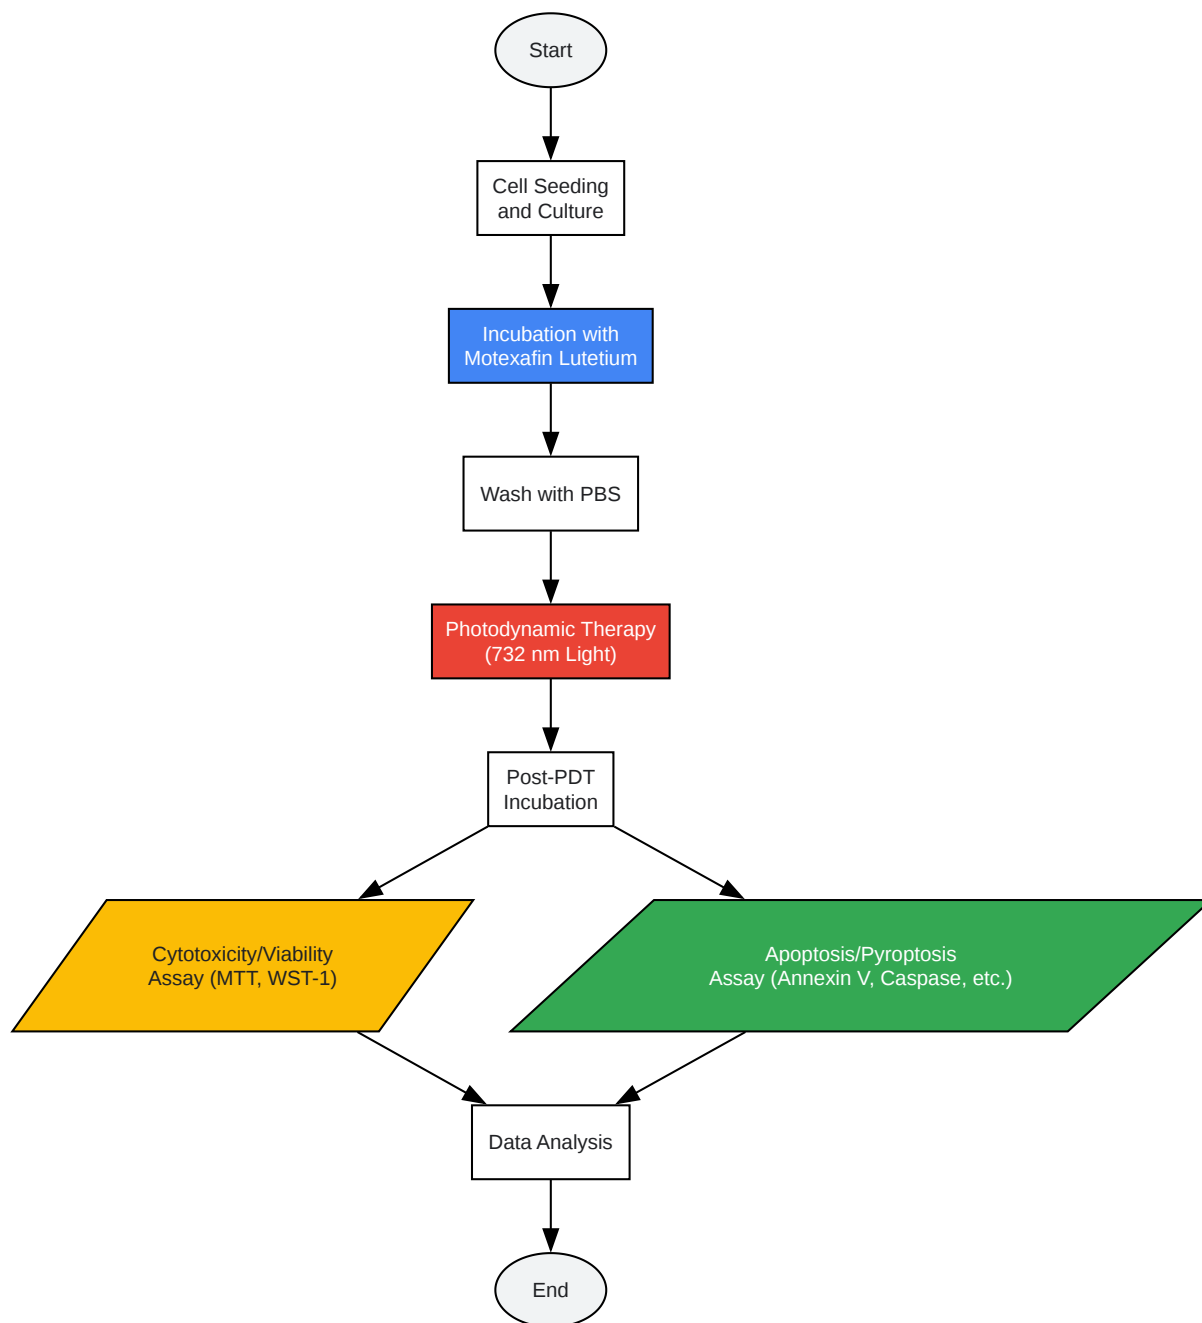 Start
Cell Seeding
and Culture
Incubation with
Motexafin Lutetium
Wash with PBS
Photodynamic Therapy
(732 nm Light)
Post-PDT
Incubation
Cytotoxicity/Viability
Assay (MTT, WST-1)
Apoptosis/Pyroptosis
Assay (Annexin V, Caspase, etc.)
Data Analysis
End